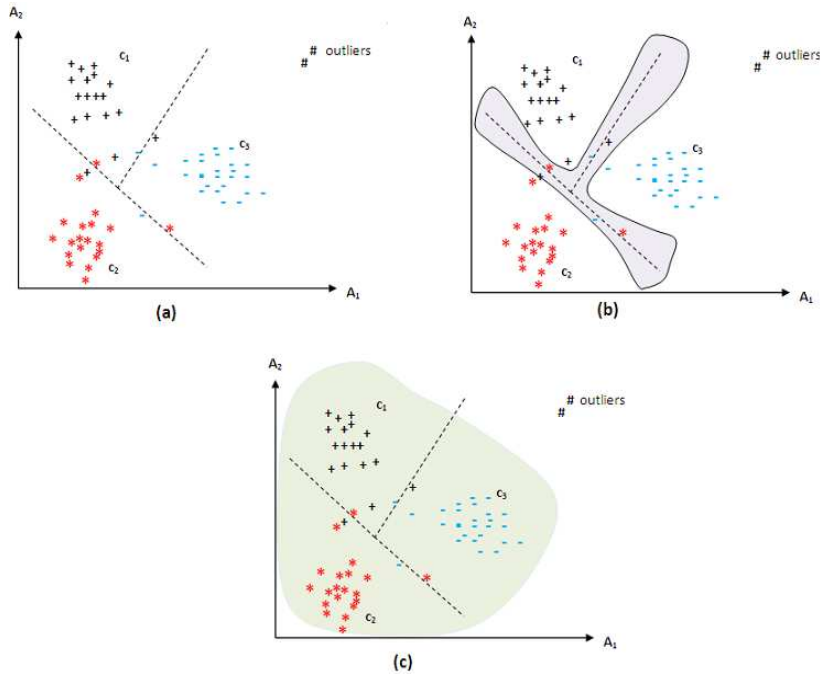 A2
C1
# outliers
#
C3
C2
A1
(a)
A2
C1
# outliers
#
C3
C2
A1
(b)
A2
C1
# outliers
#
C3
C2
A1
(c)